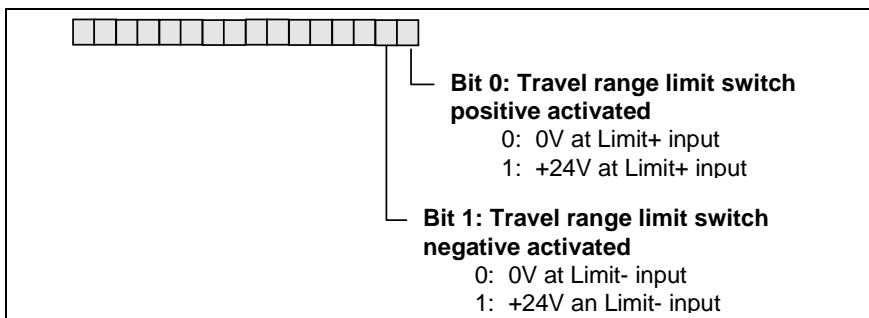 Bit 0: Travel range limit switch
positive activated
0: 0V at Limit+ input
1: +24V at Limit+ input
Bit 1: Travel range limit switch
negative activated
0: 0V at Limit- input
1: +24V an Limit- input